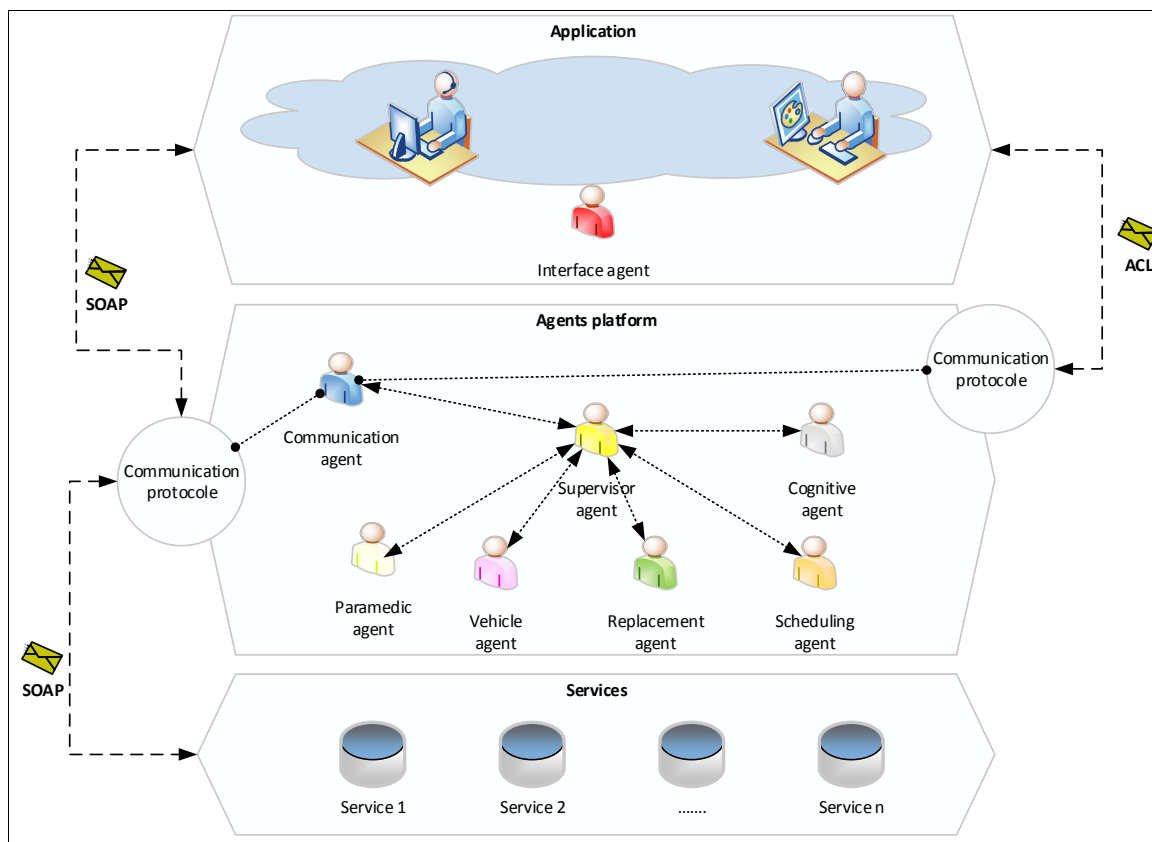 Application
Interface agent
SOAP
ACL
Agents platform
Communication
protocole
Communication
agent
Communication
protocole
Supervisor
agent
Cognitive
agent
Paramedic
agent
Vehicle
agent
Replacement
agent
Scheduling
agent
SOAP
Services
Service 1
Service 2
.......
Service n